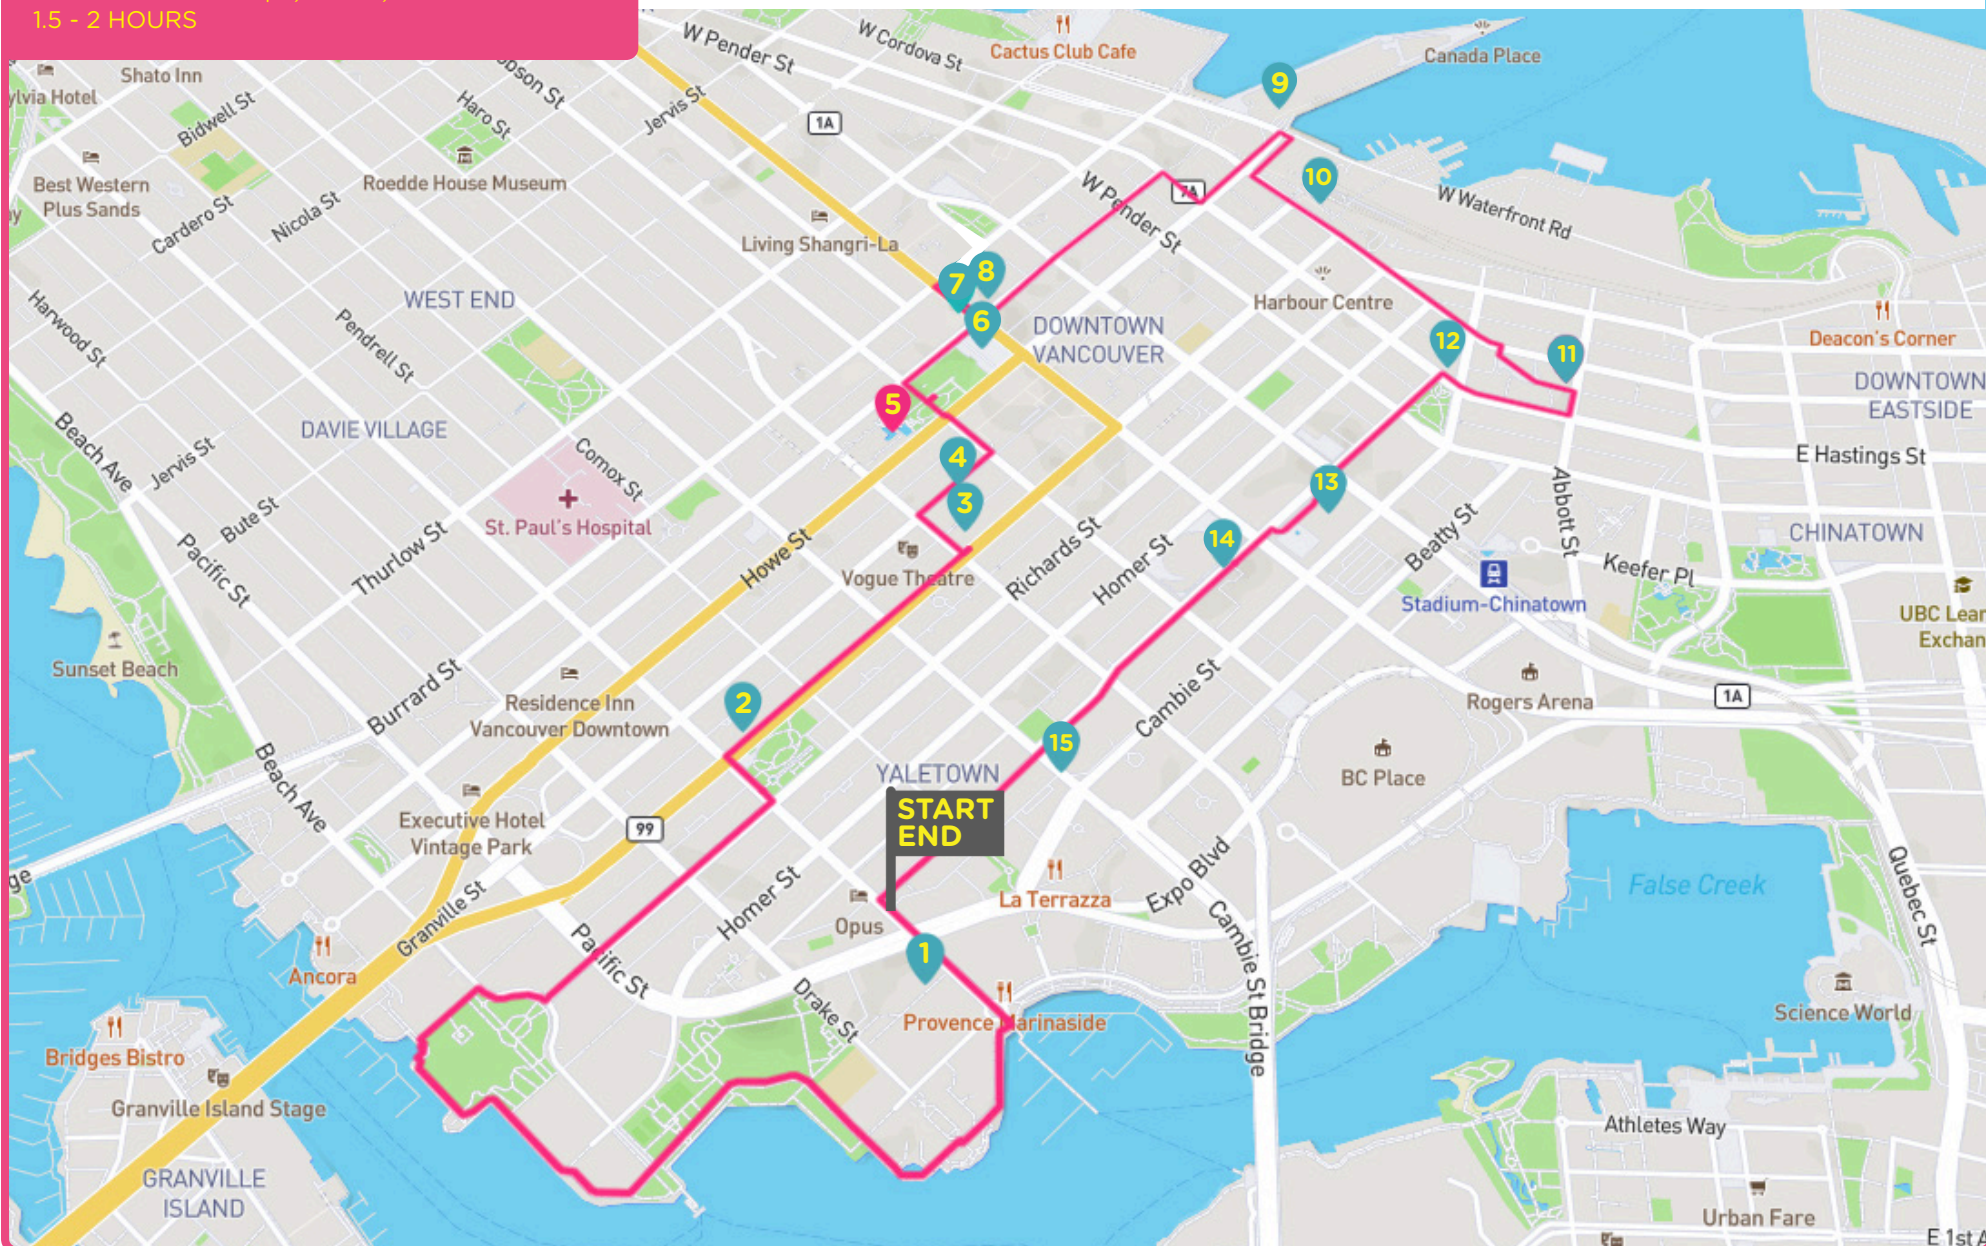 1.5 - 2 HOURS
Cactus Club Cafe
W Pender St
W Cordova St
Canada Place
Shato Inn
ylvia Hotel
Bidwell St
Haro St
obson St
Jervis St
1A
9
Best Western
Plus Sands
Roedde House Museum
Cardero St
Nicola St
10
W Pender St
7A
W Waterfront Rd
Living Shangri-La
7
8
6
Harbour Centre
WEST END
Harwood St
Pendrell St
DOWNTOWN
VANCOUVER
12
11
Deacon's Corner
DOWNTOWN
EASTSIDE
5
Beach Ave
DAVIE VILLAGE
Jervis St
Comox St
4
3
E Hastings St
Abbott St
13
14
St. Paul's Hospital
Bute St
Pacific St
Thurlow St
Howe St
Vogue Theatre
Richards St
Homer St
Beatty St
Keefer Pl
CHINATOWN
Stadium-Chinatown
UBC Lear
Exchan
Sunset Beach
Burrard St
Residence Inn
Vancouver Downtown
2
Cambie St
Rogers Arena
1A
15
BC Place
Beach Ave
YALETOWN
START
END
Executive Hotel
Vintage Park
99
ge
Granville St
Homer St
Opus
La Terrazza
Expo Blvd
False Creek
Quebec St
Cambie St Bridge
Ancora
Pacific St
1
Drake St
Provence Marinaside
Science World
Bridges Bistro
Granville Island Stage
Athletes Way
GRANVILLE
ISLAND
Urban Fare
E 1st A